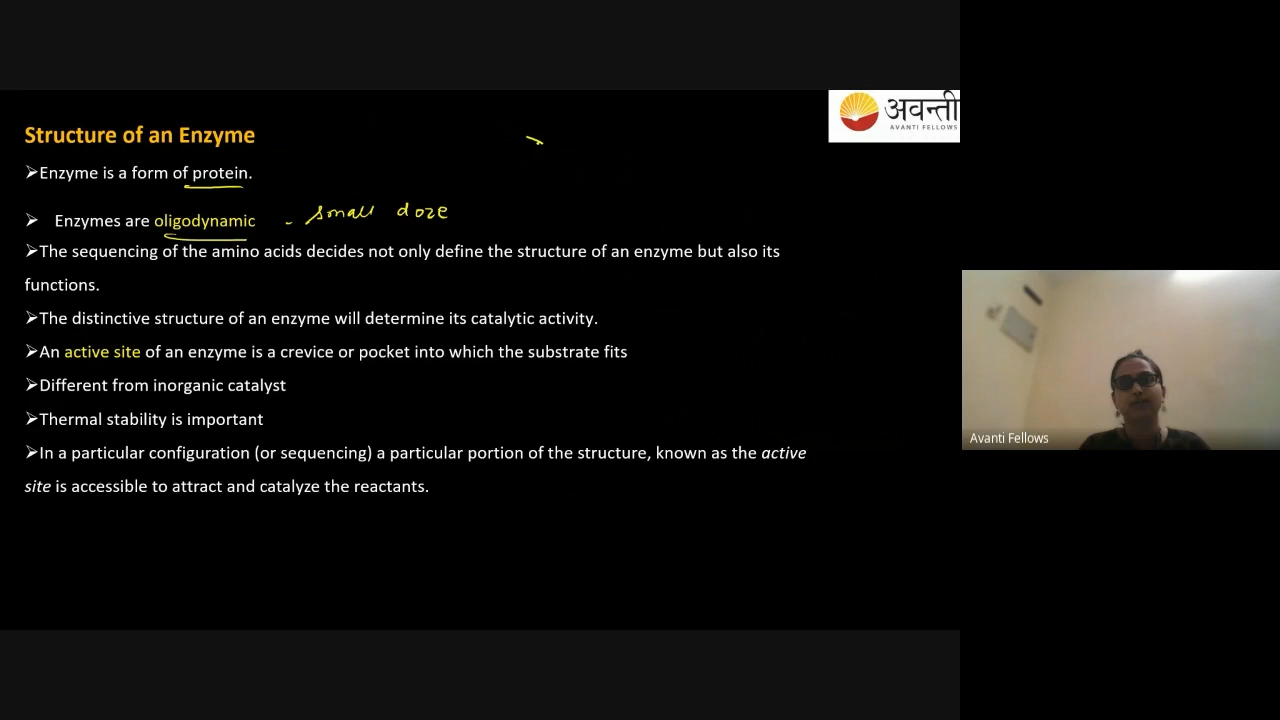 अवन्ती
AVANTI FELLOWS
Structure of an Enzyme
➢Enzyme is a form of protein.
➢ Enzymes are oligodynamic - small doze
➢The sequencing of the amino acids decides not only define the structure of an enzyme but also its
functions.
➢The distinctive structure of an enzyme will determine its catalytic activity.
➢An active site of an enzyme is a crevice or pocket into which the substrate fits
➢Different from inorganic catalyst
➢Thermal stability is important
➢In a particular configuration (or sequencing) a particular portion of the structure, known as the active
site is accessible to attract and catalyze the reactants.
Avanti Fellows